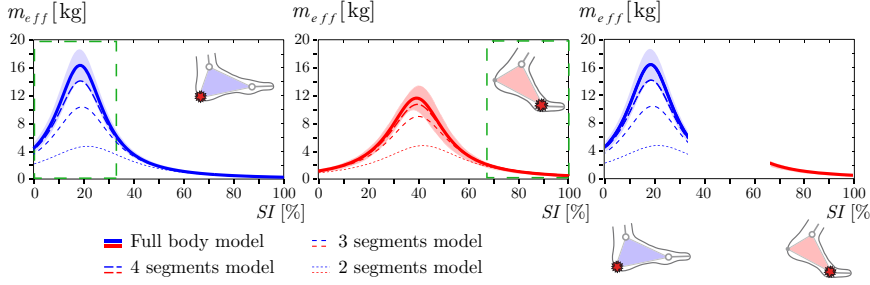 m_eff [kg] m_eff [kg] m_eff [kg]
20 20 20
16 16 16
12 12 12
8 8 8
4 4 4
0 0 0
0 20 40 60 80 100 0 20 40 60 80 100 0 20 40 60 80 100
SI [%] SI [%] SI [%]
Full body model 3 segments model
4 segments model 2 segments model